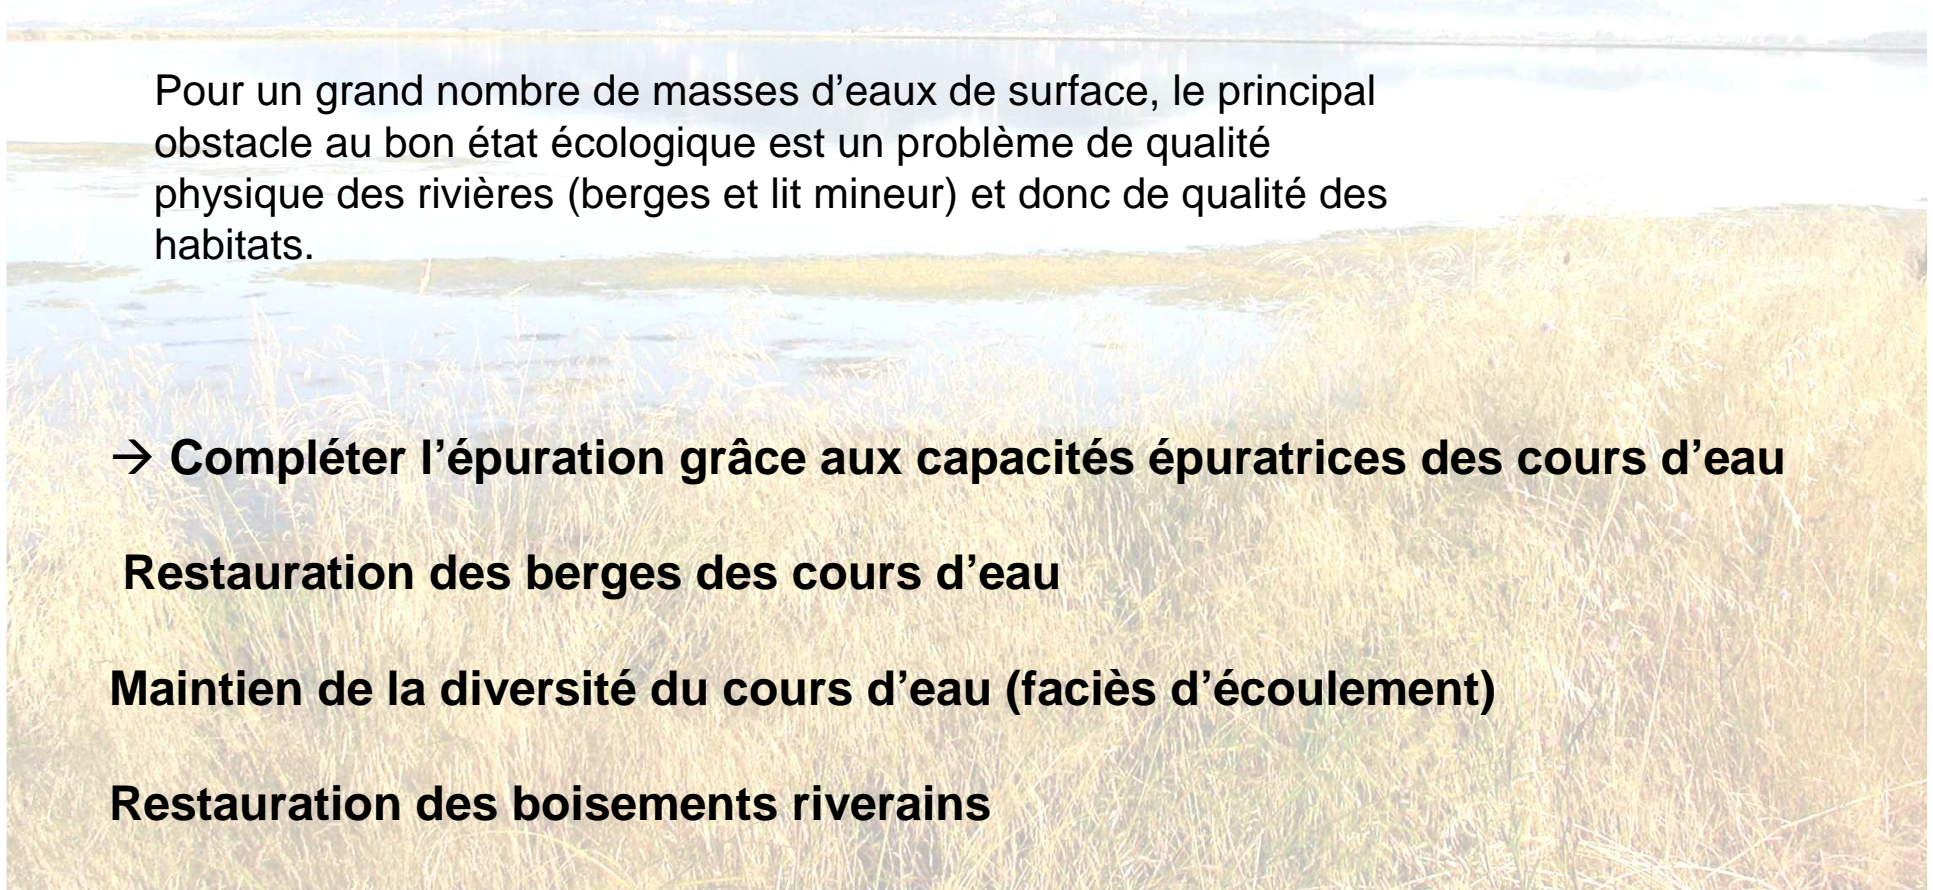 Pour un grand nombre de masses d’eaux de surface, le principal
obstacle au bon état écologique est un problème de qualité
physique des rivières (berges et lit mineur) et donc de qualité des
habitats.
→ Compléter l’épuration grâce aux capacités épuratrices des cours d’eau
Restauration des berges des cours d’eau
Maintien de la diversité du cours d’eau (faciès d’écoulement)
Restauration des boisements riverains